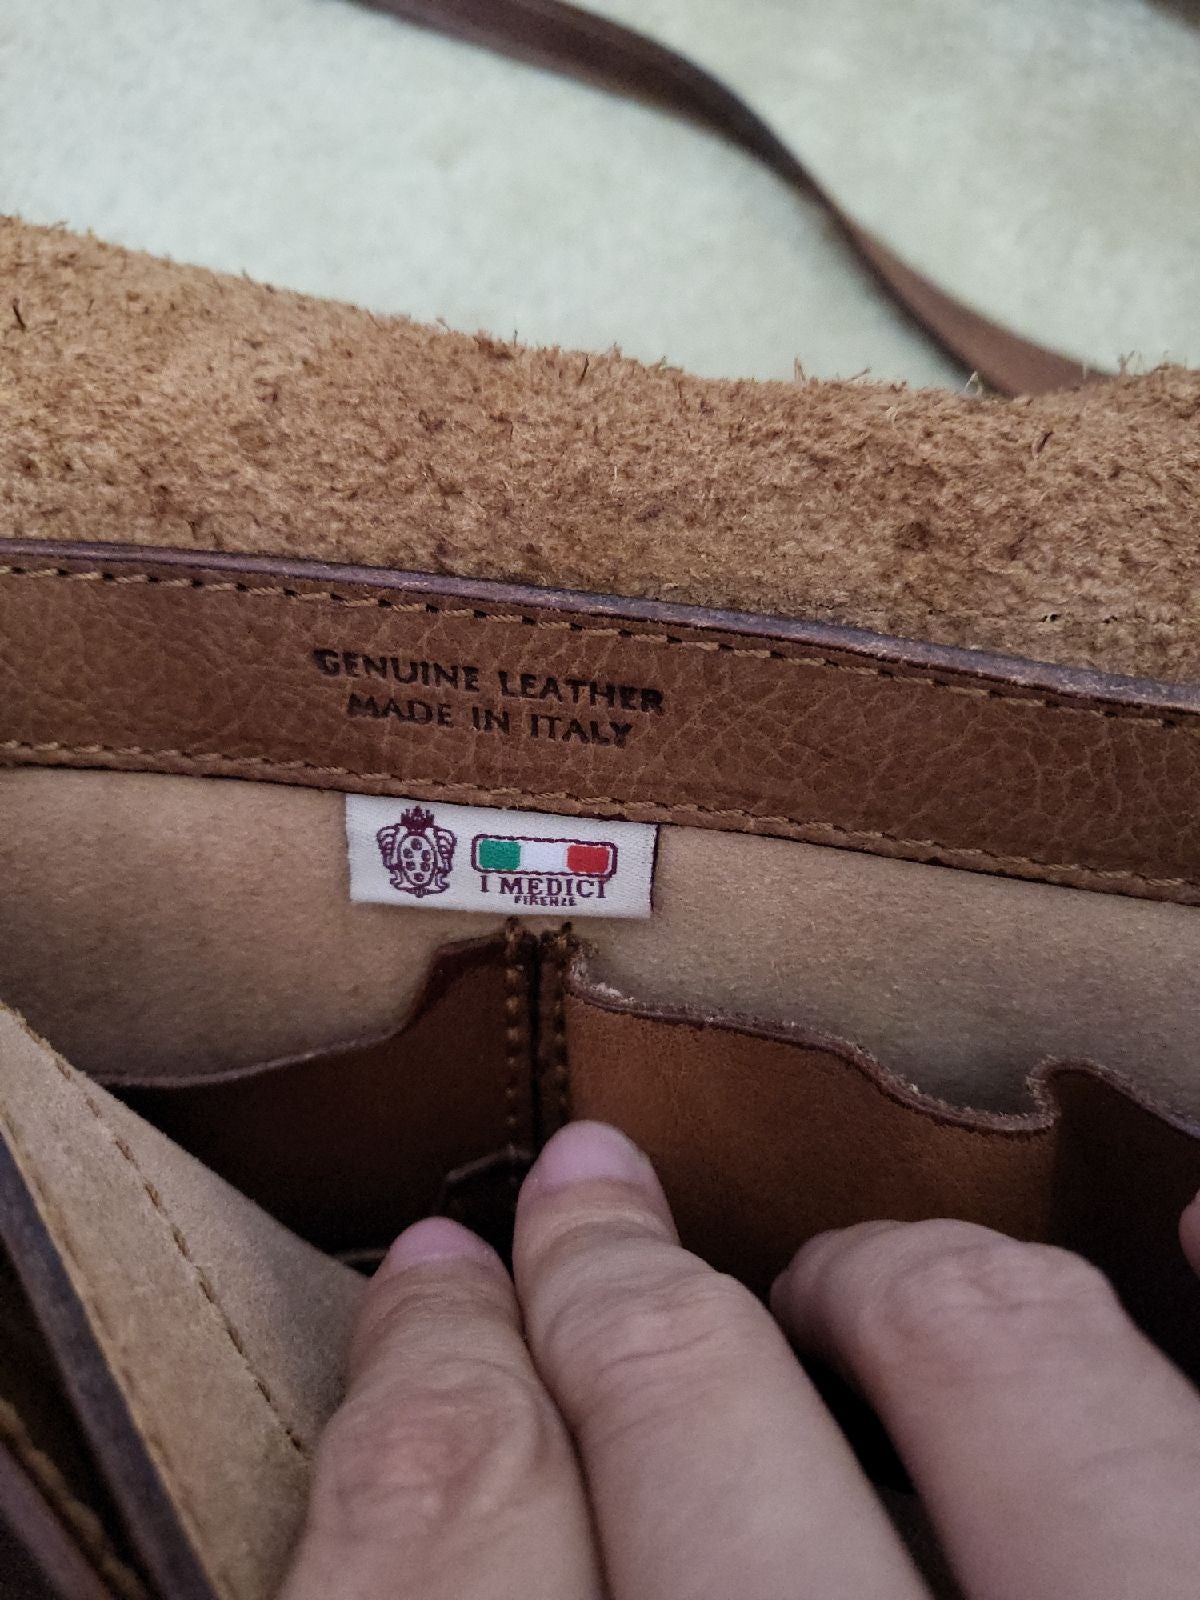 GENUINE LEATHER
MADE IN ITALY
I MEDICI
FIRENZE